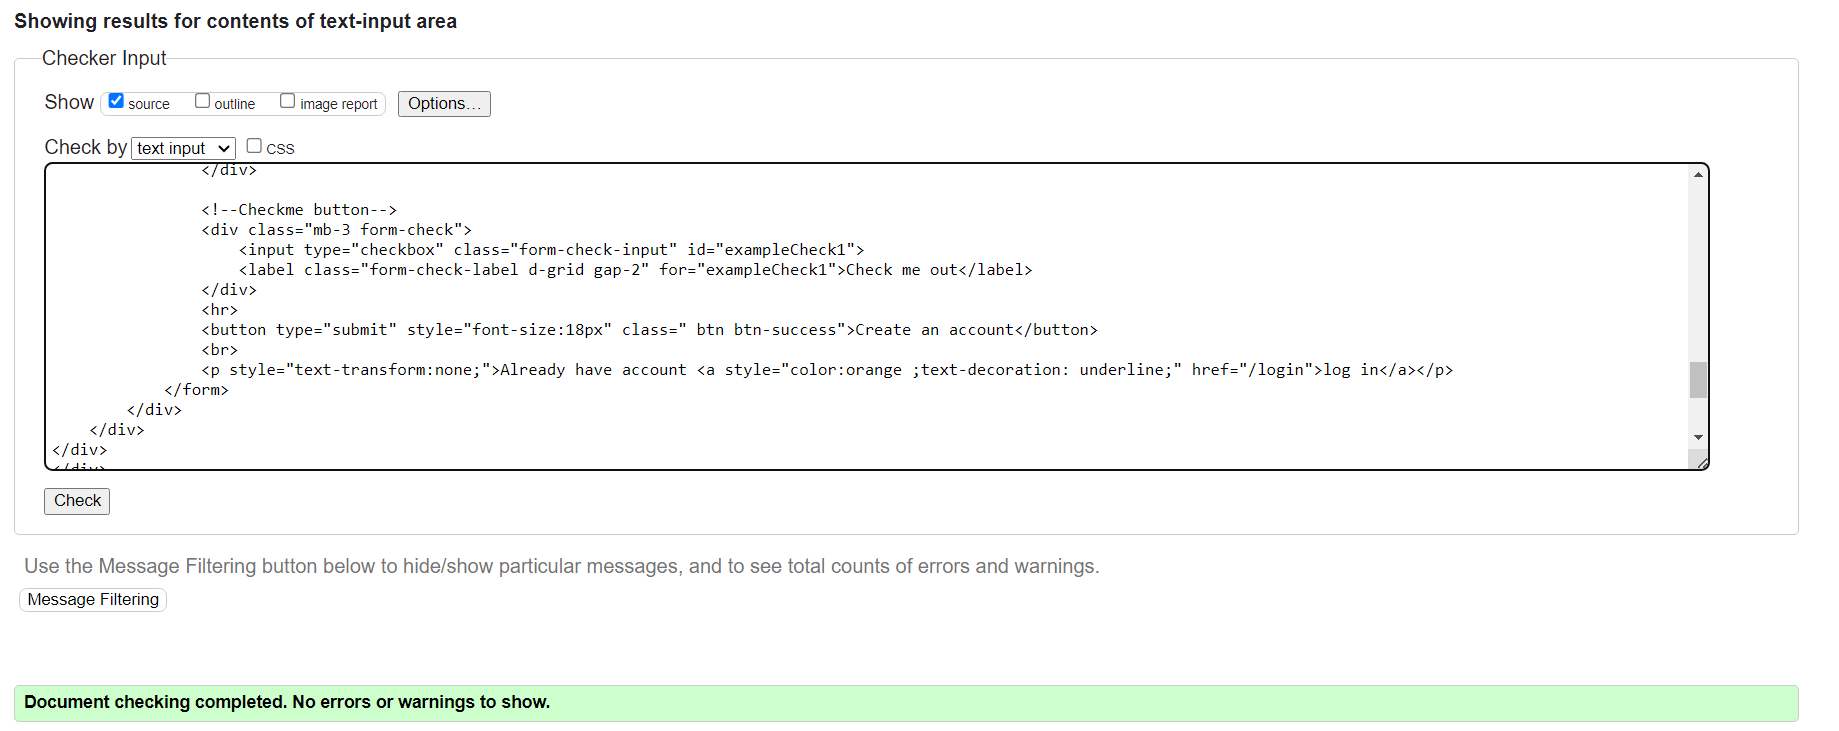 Showing results for contents of text-input area
Checker Input
Show source outline image report Options...
Check by text input CSS
</div>
<!--Checkme button-->
<div class="mb-3 form-check">
<input type="checkbox" class="form-check-input" id="exampleCheck1">
<label class="form-check-label d-grid gap-2" for="exampleCheck1">Check me out</label>
</div>
<hr>
<button type="submit" style="font-size:18px" class=" btn btn-success">Create an account</button>
<br>
<p style="text-transform:none;">Already have account <a style="color:orange ;text-decoration: underline;" href="/login">log in</a></p>
</form>
</div>
</div>
</div>
</div>
Check
Use the Message Filtering button below to hide/show particular messages, and to see total counts of errors and warnings.
Message Filtering
Document checking completed. No errors or warnings to show.